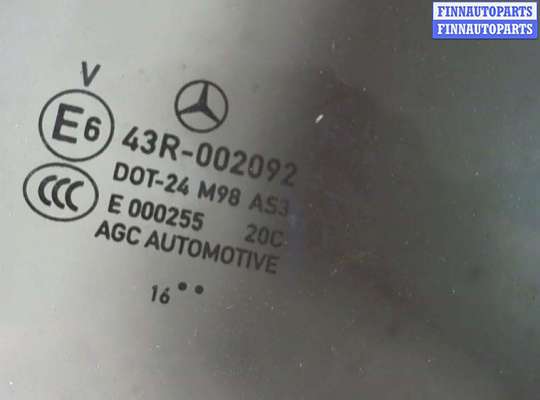 FINNAUTOPARTS
FINNAUTOPARTS
V
E6
43R-002092
CCC
DOT-24 M98 AS3
E 000255 20C
AGC AUTOMOTIVE
16 ••